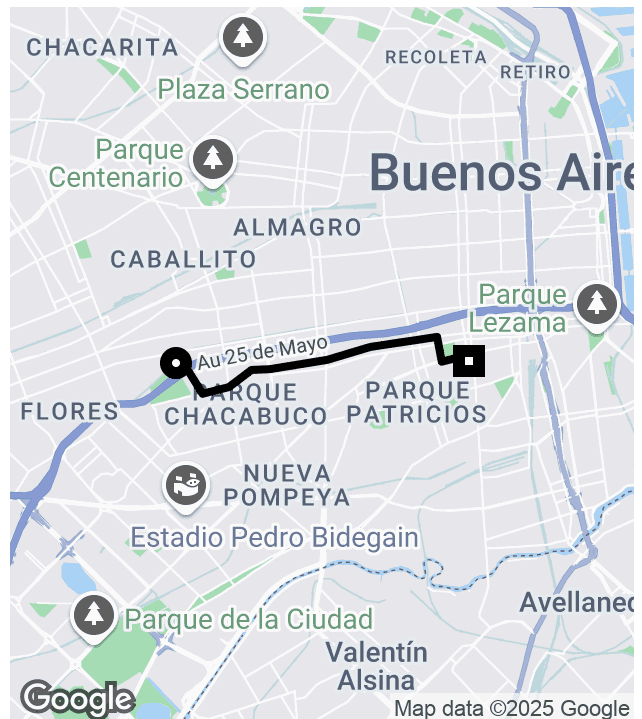 CHACARITA
RECOLETA
RETIRO
Plaza Serrano
Parque
Centenario
Buenos Aire
ALMAGRO
CABALLITO
Parque
Lezama
Au 25 de Mayo
FLORES
PARQUE
CHACABUCO
PARQUE
PATRICIOS
NUEVA
POMPEYA
Estadio Pedro Bidegain
Avellaned
Parque de la Ciudad
Valentín
Alsina
Google
Map data ©2025 Google